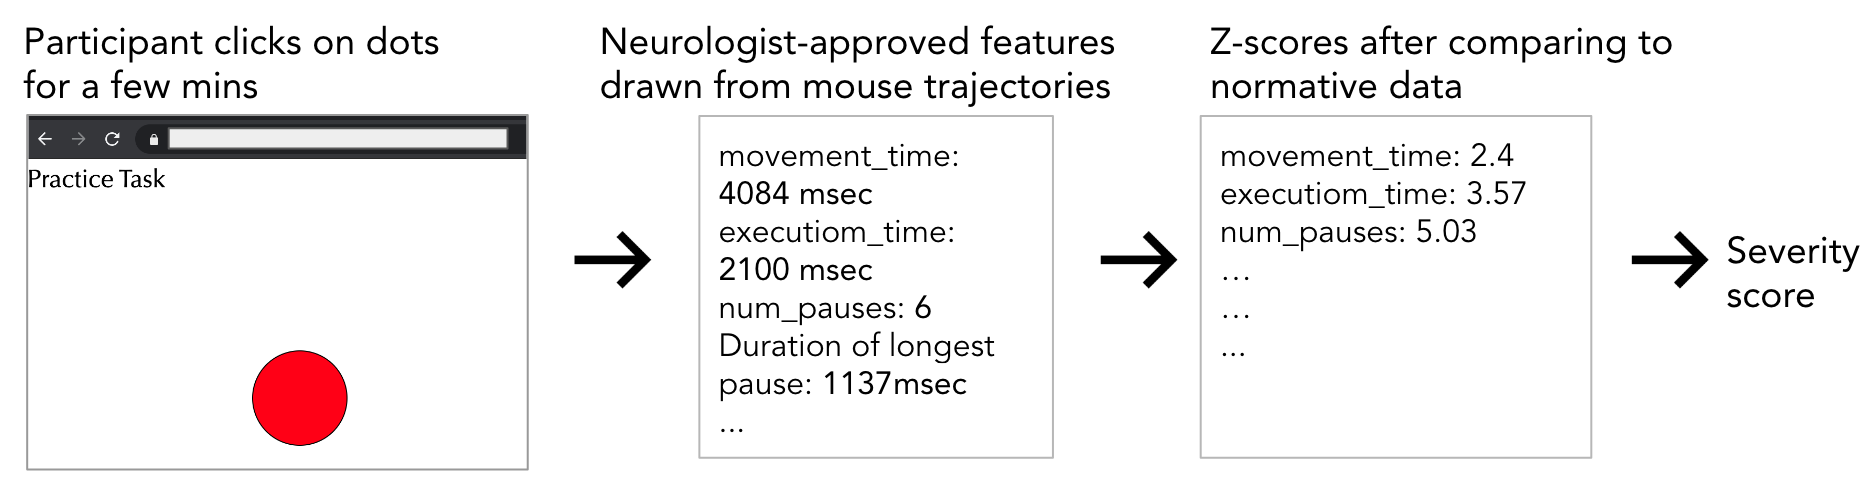 Participant clicks on dots
for a few mins
Practice Task
Neurologist-approved features
drawn from mouse trajectories
movement_time:
4084 msec
executiom_time:
2100 msec
num_pauses: 6
Duration of longest
pause: 1137msec
...
Z-scores after comparing to
normative data
movement_time: 2.4
executiom_time: 3.57
num_pauses: 5.03
...
...
...
Severity
score